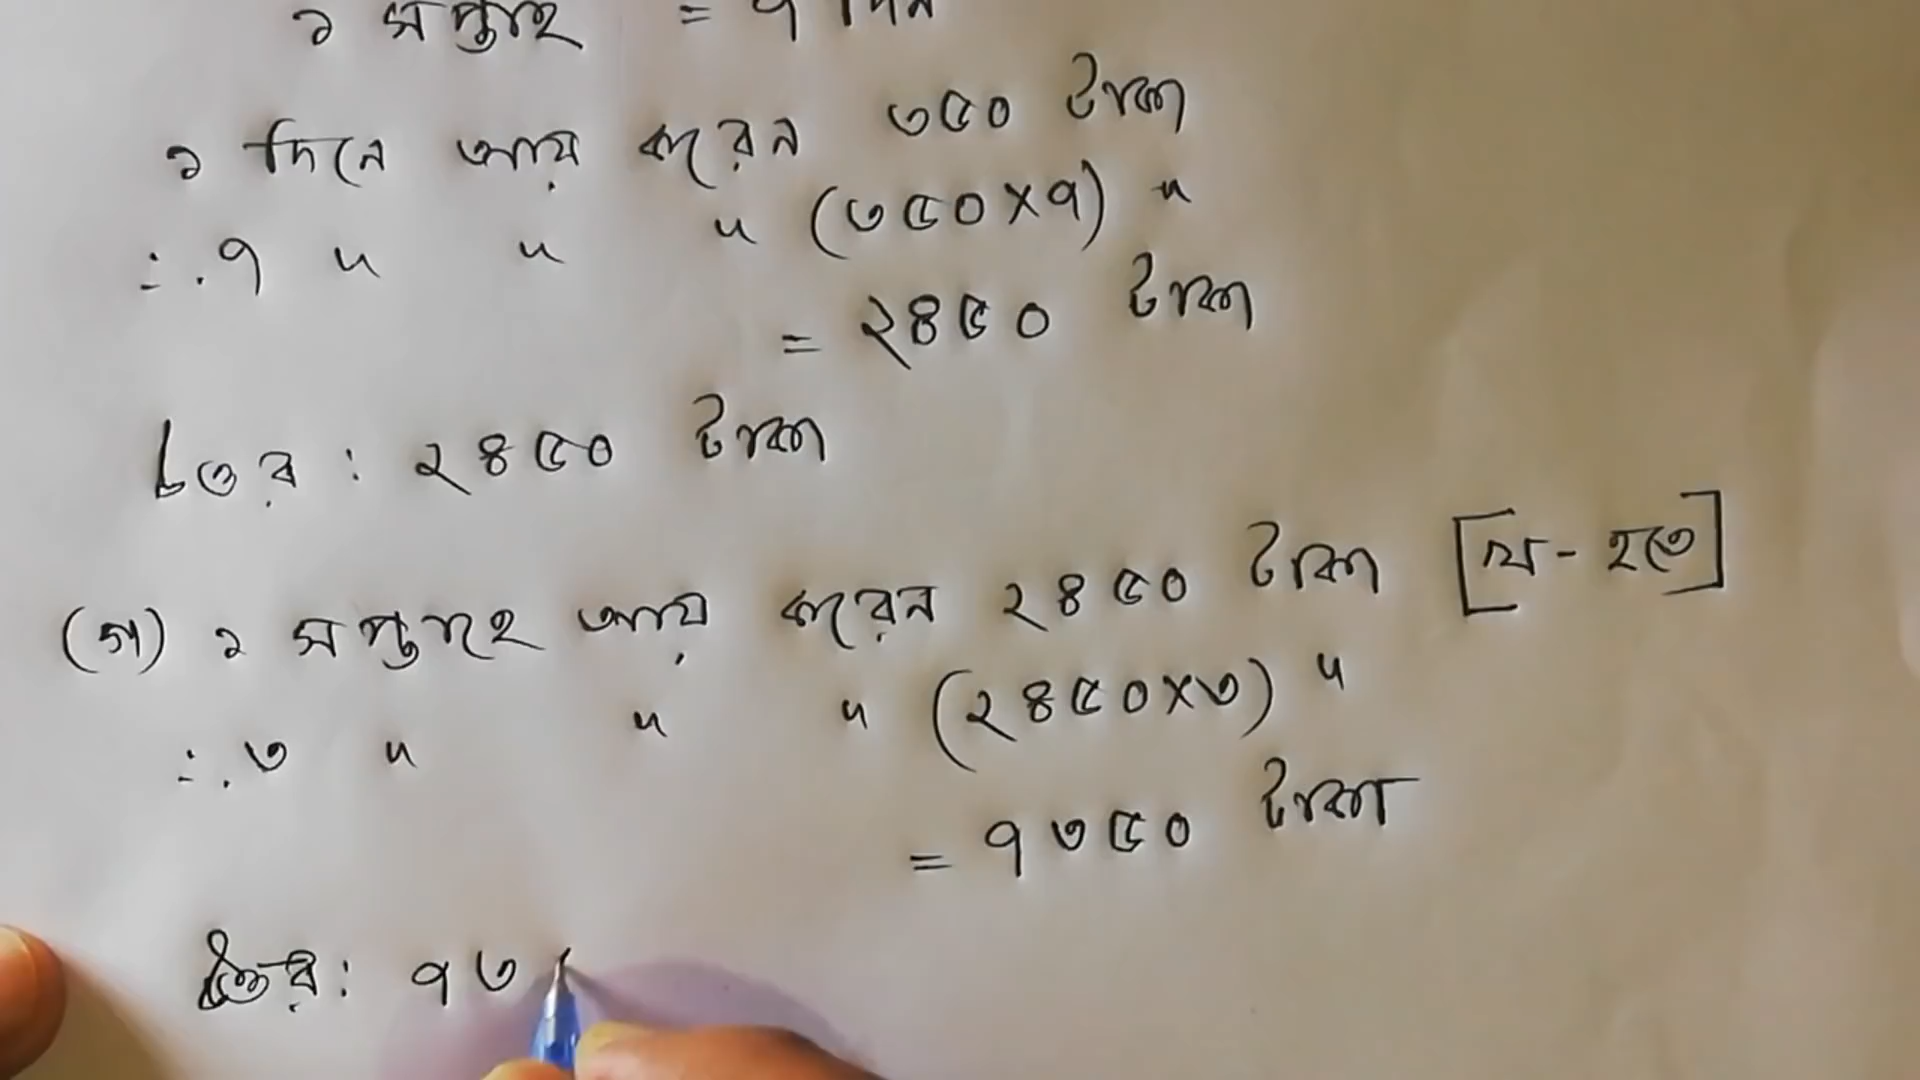 ১ সপ্তাহে = ৭ দিন
১ দিনে আয় করেন ৩৫০ টাকা
∴ ৭ " " " (৩৫০×৭) "
= ২৪৫০ টাকা
উত্তর : ২৪৫০ টাকা
(গ) ১ সপ্তাহে আয় করেন ২৪৫০ টাকা [খ - হতে]
∴ ৩ " " " (২৪৫০×৩) "
= ৭৩৫০ টাকা
উত্তর : ৭৩